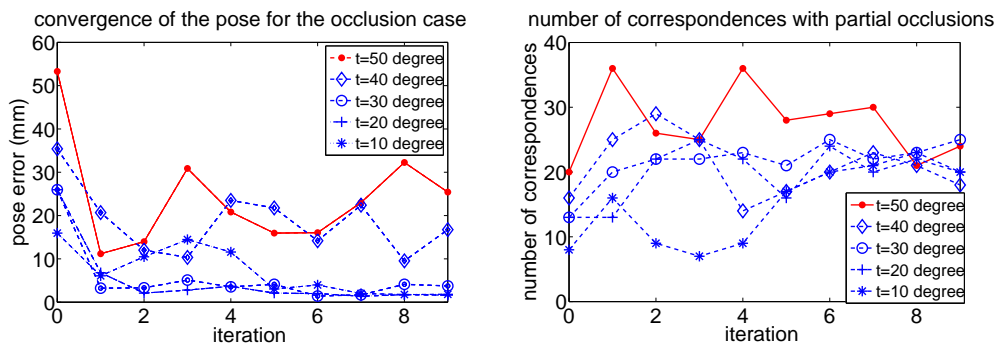 convergence of the pose for the occlusion case
60
50
40
30
20
10
0
pose error (mm)
t=50 degree
t=40 degree
t=30 degree
t=20 degree
t=10 degree
0 2 4 6 8
iteration
number of correspondences with partial occlusions
40
30
20
10
0
number of correspondences
t=50 degree
t=40 degree
t=30 degree
t=20 degree
t=10 degree
0 2 4 6 8
iteration